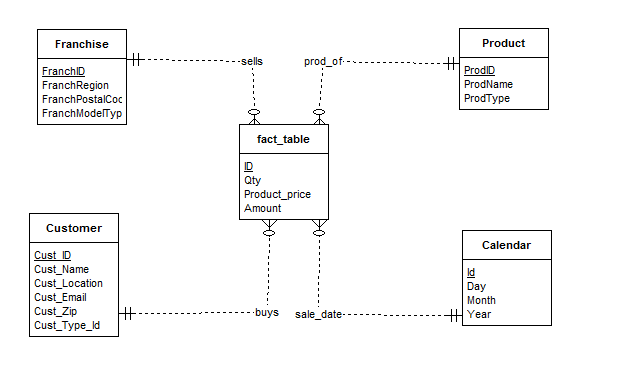 Franchise
FranchID
FranchRegion
FranchPostalCoc
FranchModelTyp
sells
prod_of
Product
ProdID
ProdName
ProdType
fact_table
ID
Qty
Product_price
Amount
Customer
Cust_ID
Cust_Name
Cust_Location
Cust_Email
Cust_Zip
Cust_Type_Id
buys
sale_date
Calendar
Id
Day
Month
Year